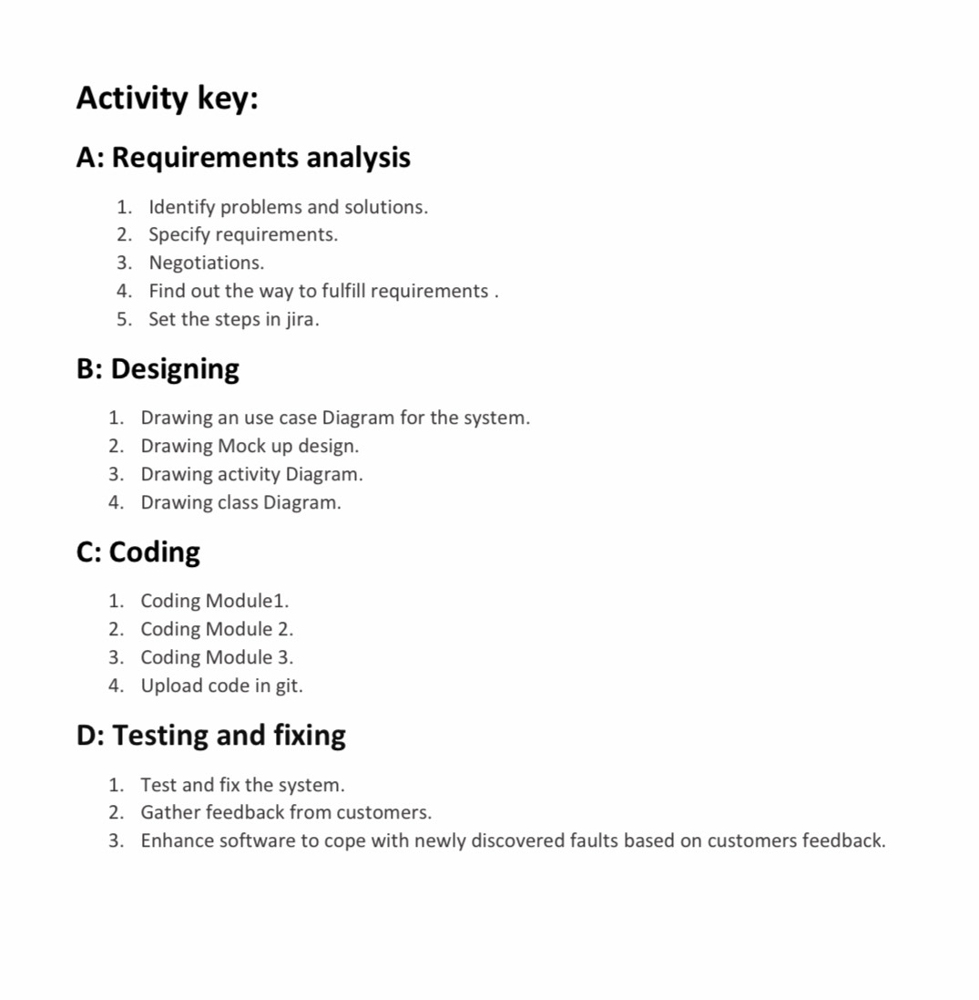 Activity key:
A: Requirements analysis
1. Identify problems and solutions.
2. Specify requirements.
3. Negotiations.
4. Find out the way to fulfill requirements .
5. Set the steps in jira.
B: Designing
1. Drawing an use case Diagram for the system.
2. Drawing Mock up design.
3. Drawing activity Diagram.
4. Drawing class Diagram.
C: Coding
1. Coding Module1.
2. Coding Module 2.
3. Coding Module 3.
4. Upload code in git.
D: Testing and fixing
1. Test and fix the system.
2. Gather feedback from customers.
3. Enhance software to cope with newly discovered faults based on customers feedback.